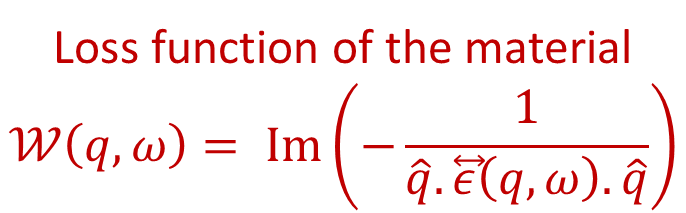 Loss function of the material
𝒲(q, ω) = Im(− 1 / (q̂.ϵ⃡(q, ω).q̂))